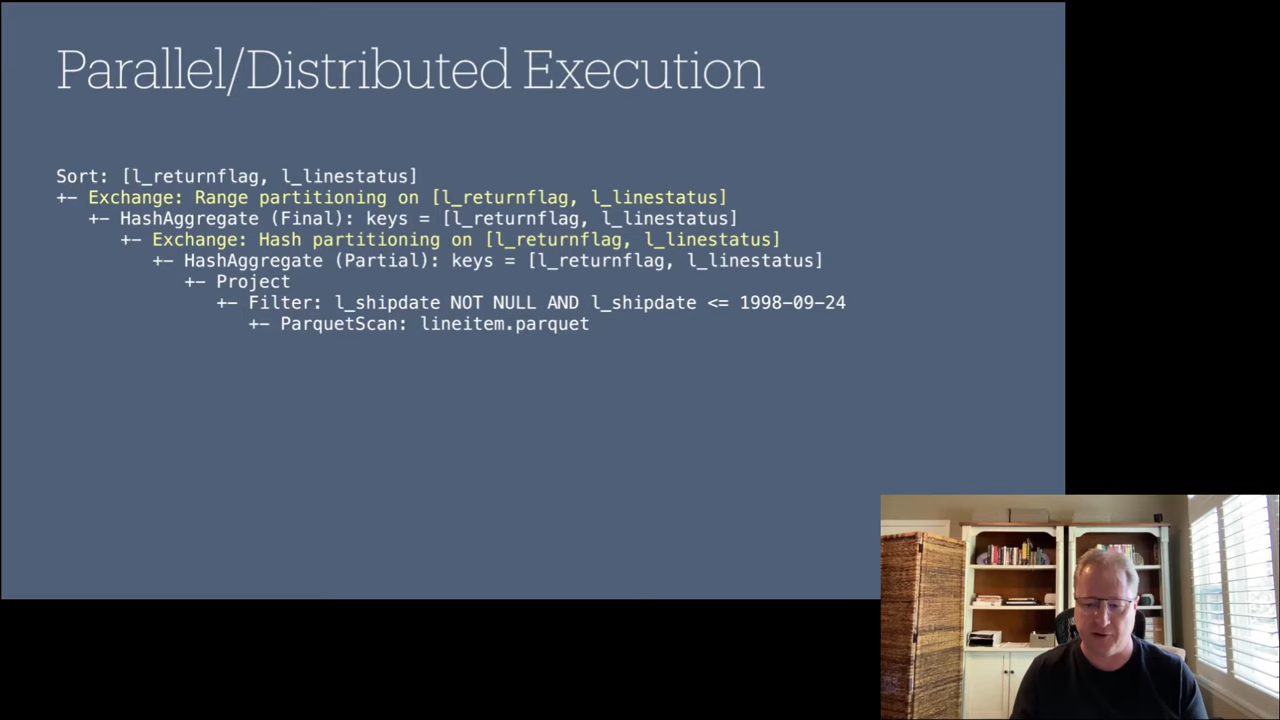 Parallel/Distributed Execution
Sort: [l_returnflag, l_linestatus]
+- Exchange: Range partitioning on [l_returnflag, l_linestatus]
+- HashAggregate (Final): keys = [l_returnflag, l_linestatus]
+- Exchange: Hash partitioning on [l_returnflag, l_linestatus]
+- HashAggregate (Partial): keys = [l_returnflag, l_linestatus]
+- Project
+- Filter: l_shipdate NOT NULL AND l_shipdate <= 1998-09-24
+- ParquetScan: lineitem.parquet